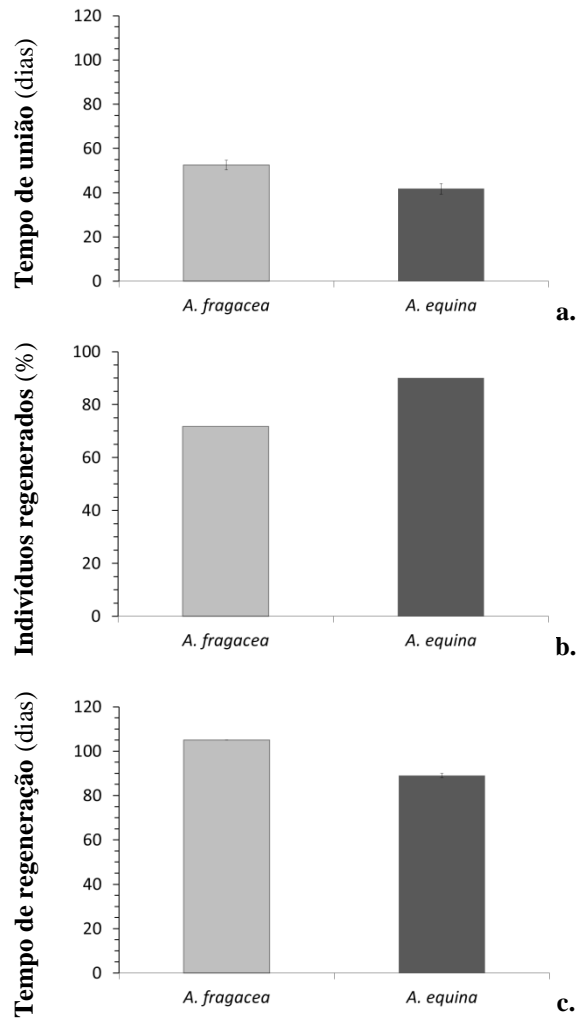 Tempo de união (dias)
120
100
80
60
40
20
0
A. fragacea A. equina
a.
Indivíduos regenerados (%)
100
80
60
40
20
0
A. fragacea A. equina
b.
Tempo de regeneração (dias)
120
100
80
60
40
20
0
A. fragacea A. equina
c.